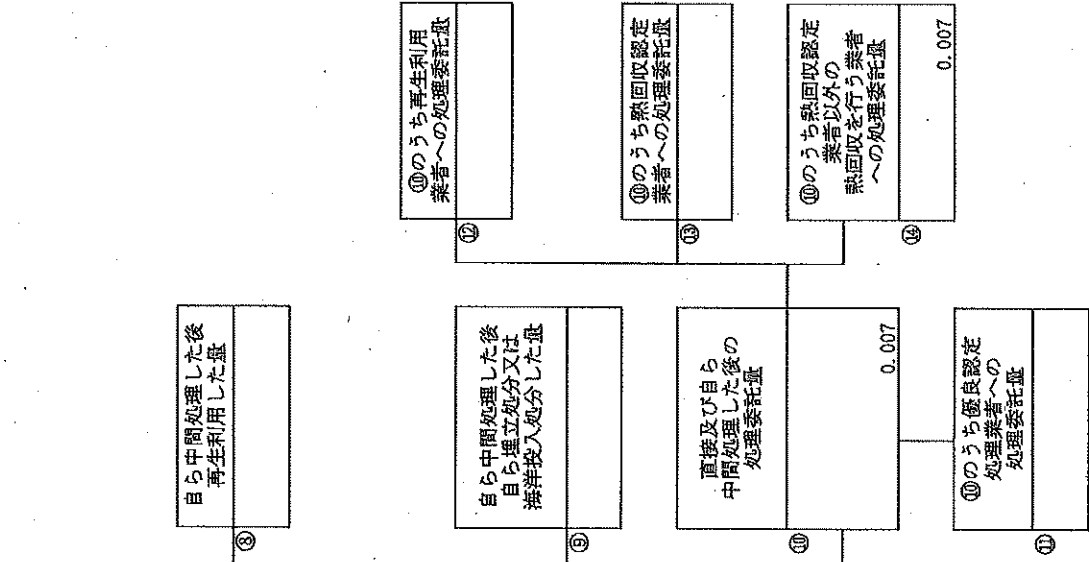 自ら中間処理した後
再生利用した量
⑧
自ら中間処理した後
自ら埋立処分又は
海洋投入処分した量
⑨
直接及び自ら
中間処理した後の
処理委託量
⑩
0.007
⑩のうち優良認定
処理業者への
処理委託量
⑪
⑩のうち再生利用
業者への処理委託量
⑫
⑩のうち熱回収認定
業者への処理委託量
⑬
⑩のうち熱回収認定
業者以外の
熱回収を行う業者
への処理委託量
⑭
0.007